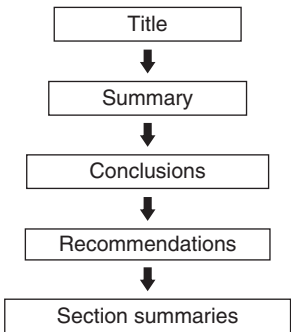 Title
Summary
Conclusions
Recommendations
Section summaries